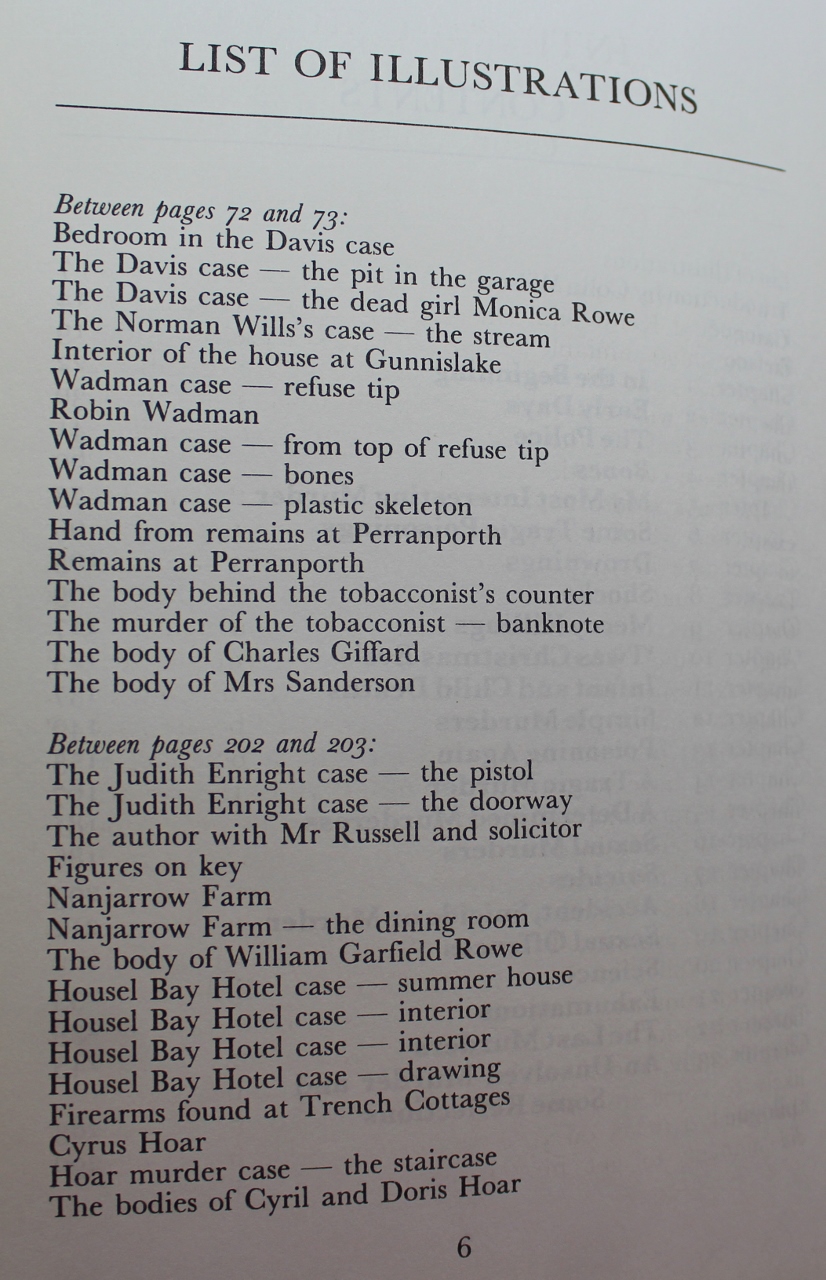 LIST OF ILLUSTRATIONS
Between pages 72 and 73:
Bedroom in the Davis case
The Davis case — the pit in the garage
The Davis case — the dead girl Monica Rowe
The Norman Wills's case — the stream
Interior of the house at Gunnislake
Wadman case — refuse tip
Robin Wadman
Wadman case — from top of refuse tip
Wadman case — bones
Wadman case — plastic skeleton
Hand from remains at Perranporth
Remains at Perranporth
The body behind the tobacconist's counter
The murder of the tobacconist — banknote
The body of Charles Giffard
The body of Mrs Sanderson
Between pages 202 and 203:
The Judith Enright case — the pistol
The Judith Enright case — the doorway
The author with Mr Russell and solicitor
Figures on key
Nanjarrow Farm
Nanjarrow Farm — the dining room
The body of William Garfield Rowe
Housel Bay Hotel case — summer house
Housel Bay Hotel case — interior
Housel Bay Hotel case — interior
Housel Bay Hotel case — drawing
Firearms found at Trench Cottages
Cyrus Hoar
Hoar murder case — the staircase
The bodies of Cyril and Doris Hoar
6